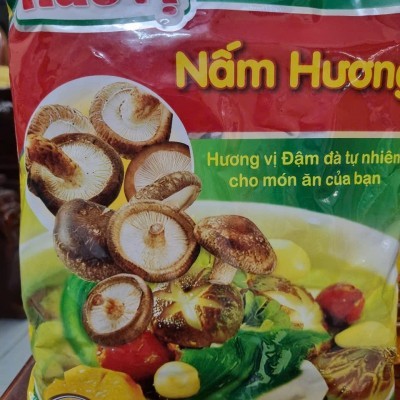 Nấm Hương
Hương vị Đậm đà tự nhiên
cho món ăn của bạn